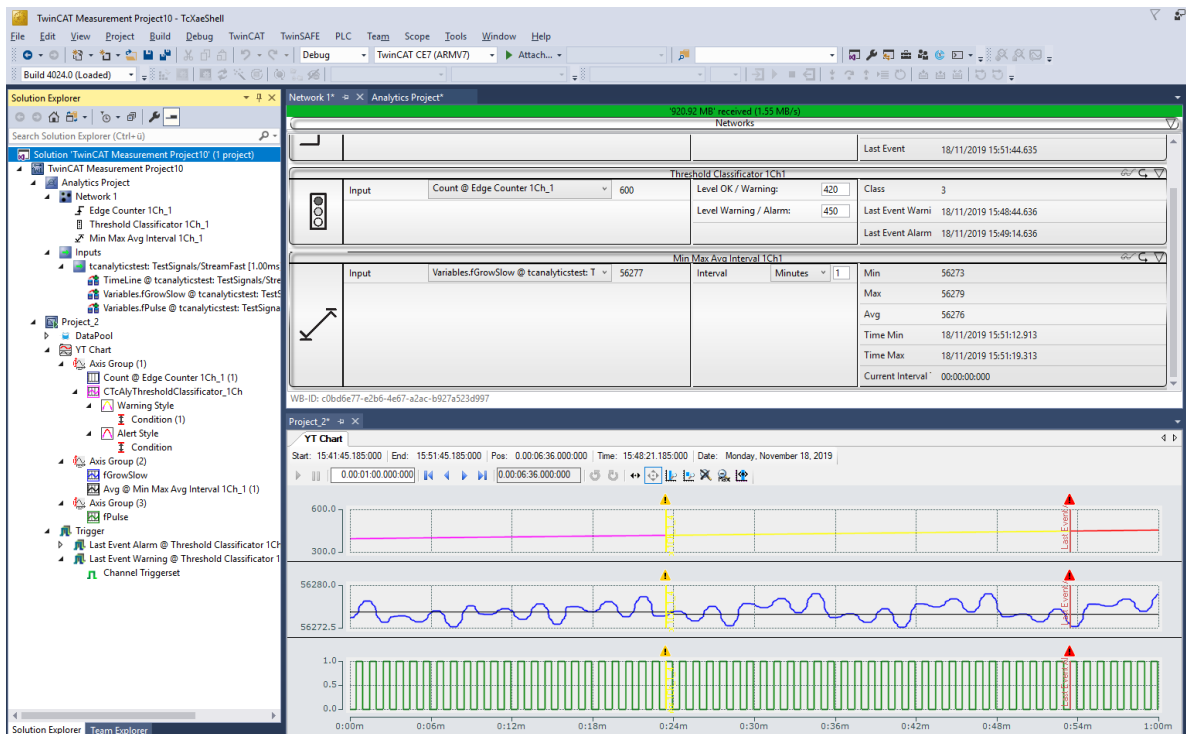 TwinCAT Measurement Project10 - TcXaeShell
File Edit View Project Build Debug TwinCAT TwinSAFE PLC Team Scope Tools Window Help
Debug TwinCAT CE7 (ARMV7) Attach...
Build 4024.0 (Loaded)
Solution Explorer
Search Solution Explorer (Ctrl+ü)
Solution 'TwinCAT Measurement Project10' (1 project)
TwinCAT Measurement Project10
Analytics Project
Network 1
Edge Counter 1Ch_1
Threshold Classificator 1Ch_1
Min Max Avg Interval 1Ch_1
Inputs
tcanalyticstest: TestSignals/StreamFast [1.00ms
TimeLine @ tcanalyticstest: TestSignals/Stre
Variables.fGrowSlow @ tcanalyticstest: TestS
Variables.fPulse @ tcanalyticstest: TestSigna
Project_2
DataPool
YT Chart
Axis Group (1)
Count @ Edge Counter 1Ch_1 (1)
CTcAlyThresholdClassificator_1Ch
Warning Style
Condition (1)
Alert Style
Condition
Axis Group (2)
fGrowSlow
Avg @ Min Max Avg Interval 1Ch_1 (1)
Axis Group (3)
fPulse
Trigger
Last Event Alarm @ Threshold Classificator 1Ch
Last Event Warning @ Threshold Classificator 1
Channel Triggerset
Solution Explorer Team Explorer
Network 1* Analytics Project*
'920.92 MB' received (1.55 MB/s)
Networks
Last Event 18/11/2019 15:51:44.635
Threshold Classificator 1Ch1
Input Count @ Edge Counter 1Ch_1 600 Level OK / Warning: 420 Class 3
Level Warning / Alarm: 450 Last Event Warni 18/11/2019 15:48:44.636
Last Event Alarm 18/11/2019 15:49:14.636
Min Max Avg Interval 1Ch1
Input Variables.fGrowSlow @ tcanalyticstest: T 56277 Interval Minutes 1 Min 56273
Max 56279
Avg 56276
Time Min 18/11/2019 15:51:12.913
Time Max 18/11/2019 15:51:19.313
Current Interval 00:00:00:000
WB-ID: c0bd6e77-e2b6-4e67-a2ac-b927a523d997
Project_2*
YT Chart
Start: 15:41:45.185:000 End: 15:51:45.185:000 Pos: 0.00:06:36.000:000 Time: 15:48:21.185:000 Date: Monday, November 18, 2019
0.00:01:00.000:000 0.00:06:36.000:000
600.0
300.0
Last Event
56280.0
56272.5
Last Event
1.0
0.5
0.0
Last Event
0:00m 0:06m 0:12m 0:18m 0:24m 0:30m 0:36m 0:42m 0:48m 0:54m 1:00m